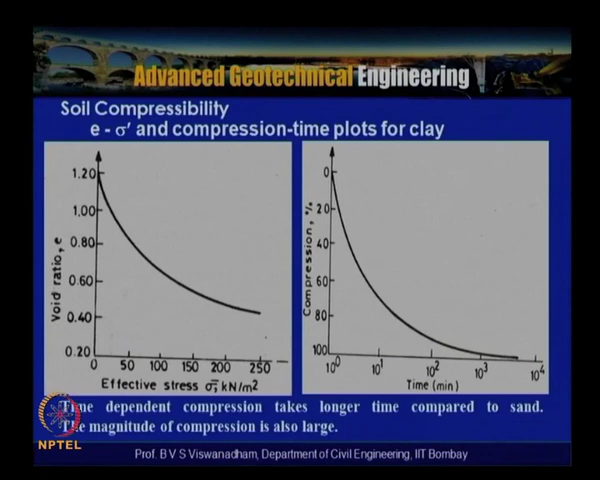 Advanced Geotechnical Engineering
Soil Compressibility
e - σ′ and compression-time plots for clay
Void ratio, e
1.20
1,00
0.80
0.60
0.40
0.20
0 50 100 150 200 250
Effective stress σ̄, kN/m2
Compression, %
0
20
40
60
80
100
10⁰ 10¹ 10² 10³ 10⁴
Time (min)
Time dependent compression takes longer time compared to sand.
The magnitude of compression is also large.
NPTEL
Prof. B V S Viswanadham, Department of Civil Engineering, IIT Bombay